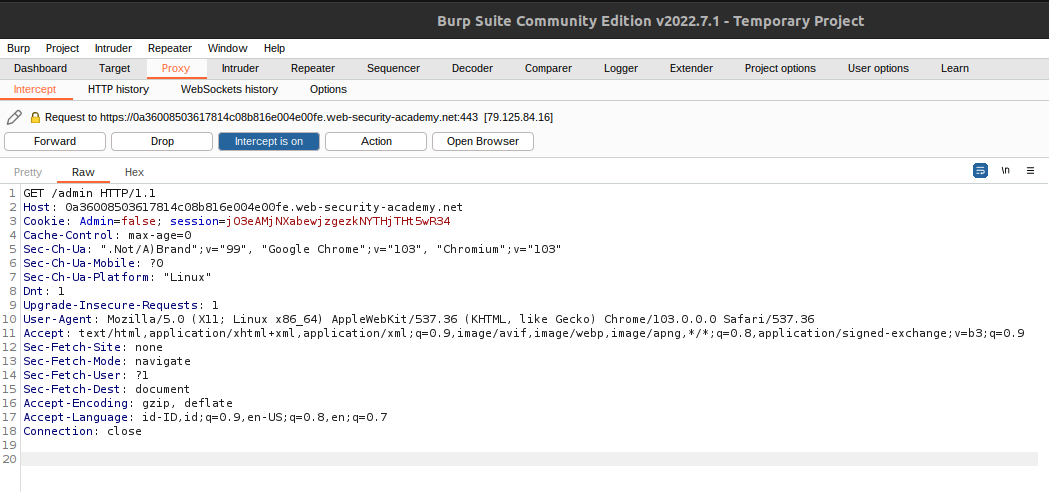 Burp Suite Community Edition v2022.7.1 - Temporary Project
Burp Project Intruder Repeater Window Help
Dashboard Target Proxy Intruder Repeater Sequencer Decoder Comparer Logger Extender Project options User options Learn
Intercept HTTP history WebSockets history Options
Request to https://0a36008503617814c08b816e004e00fe.web-security-academy.net:443 [79.125.84.16]
Forward Drop Intercept is on Action Open Browser
Pretty Raw Hex \n
1 GET /admin HTTP/1.1
2 Host: 0a36008503617814c08b816e004e00fe.web-security-academy.net
3 Cookie: Admin=false; session=jO3eAMjNXabewjzgezkNYTHjTHt5wR34
4 Cache-Control: max-age=0
5 Sec-Ch-Ua: ".Not/A)Brand";v="99", "Google Chrome";v="103", "Chromium";v="103"
6 Sec-Ch-Ua-Mobile: ?0
7 Sec-Ch-Ua-Platform: "Linux"
8 Dnt: 1
9 Upgrade-Insecure-Requests: 1
10 User-Agent: Mozilla/5.0 (X11; Linux x86_64) AppleWebKit/537.36 (KHTML, like Gecko) Chrome/103.0.0.0 Safari/537.36
11 Accept: text/html,application/xhtml+xml,application/xml;q=0.9,image/avif,image/webp,image/apng,*/*;q=0.8,application/signed-exchange;v=b3;q=0.9
12 Sec-Fetch-Site: none
13 Sec-Fetch-Mode: navigate
14 Sec-Fetch-User: ?1
15 Sec-Fetch-Dest: document
16 Accept-Encoding: gzip, deflate
17 Accept-Language: id-ID,id;q=0.9,en-US;q=0.8,en;q=0.7
18 Connection: close
19
20